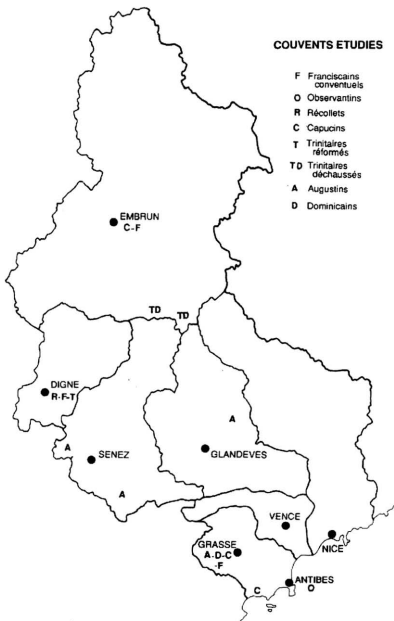 COUVENTS ETUDIES
F Franciscains
conventuels
O Observantins
R Récollets
C Capucins
T Trinitaires
réformés
TD Trinitaires
déchaussés
A Augustins
D Dominicains
EMBRUN
C-F
TD
TD
DIGNE
R-F-T
A
A
SENEZ
GLANDEVES
A
VENCE
NICE
GRASSE
A-D-C
-F
ANTIBES
O
C